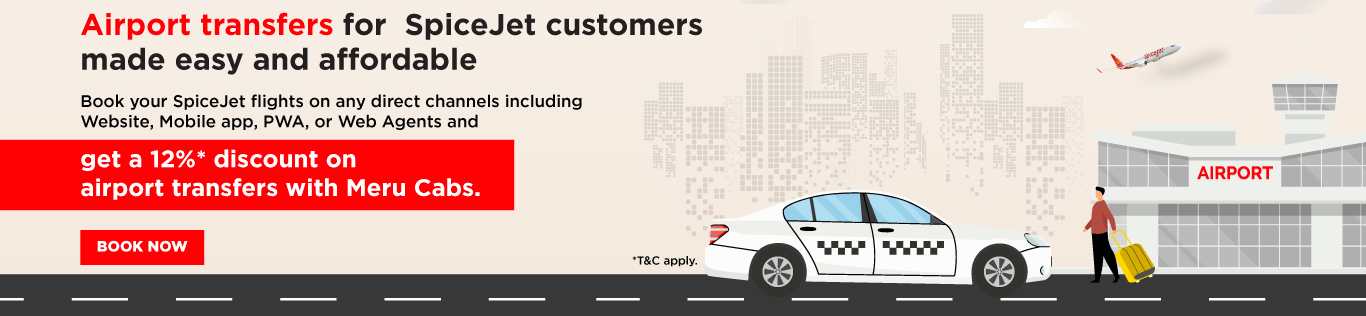 Airport transfers for SpiceJet customers
made easy and affordable
Book your SpiceJet flights on any direct channels including
Website, Mobile app, PWA, or Web Agents and
get a 12%* discount on
airport transfers with Meru Cabs.
BOOK NOW
*T&C apply.
spicejet
AIRPORT